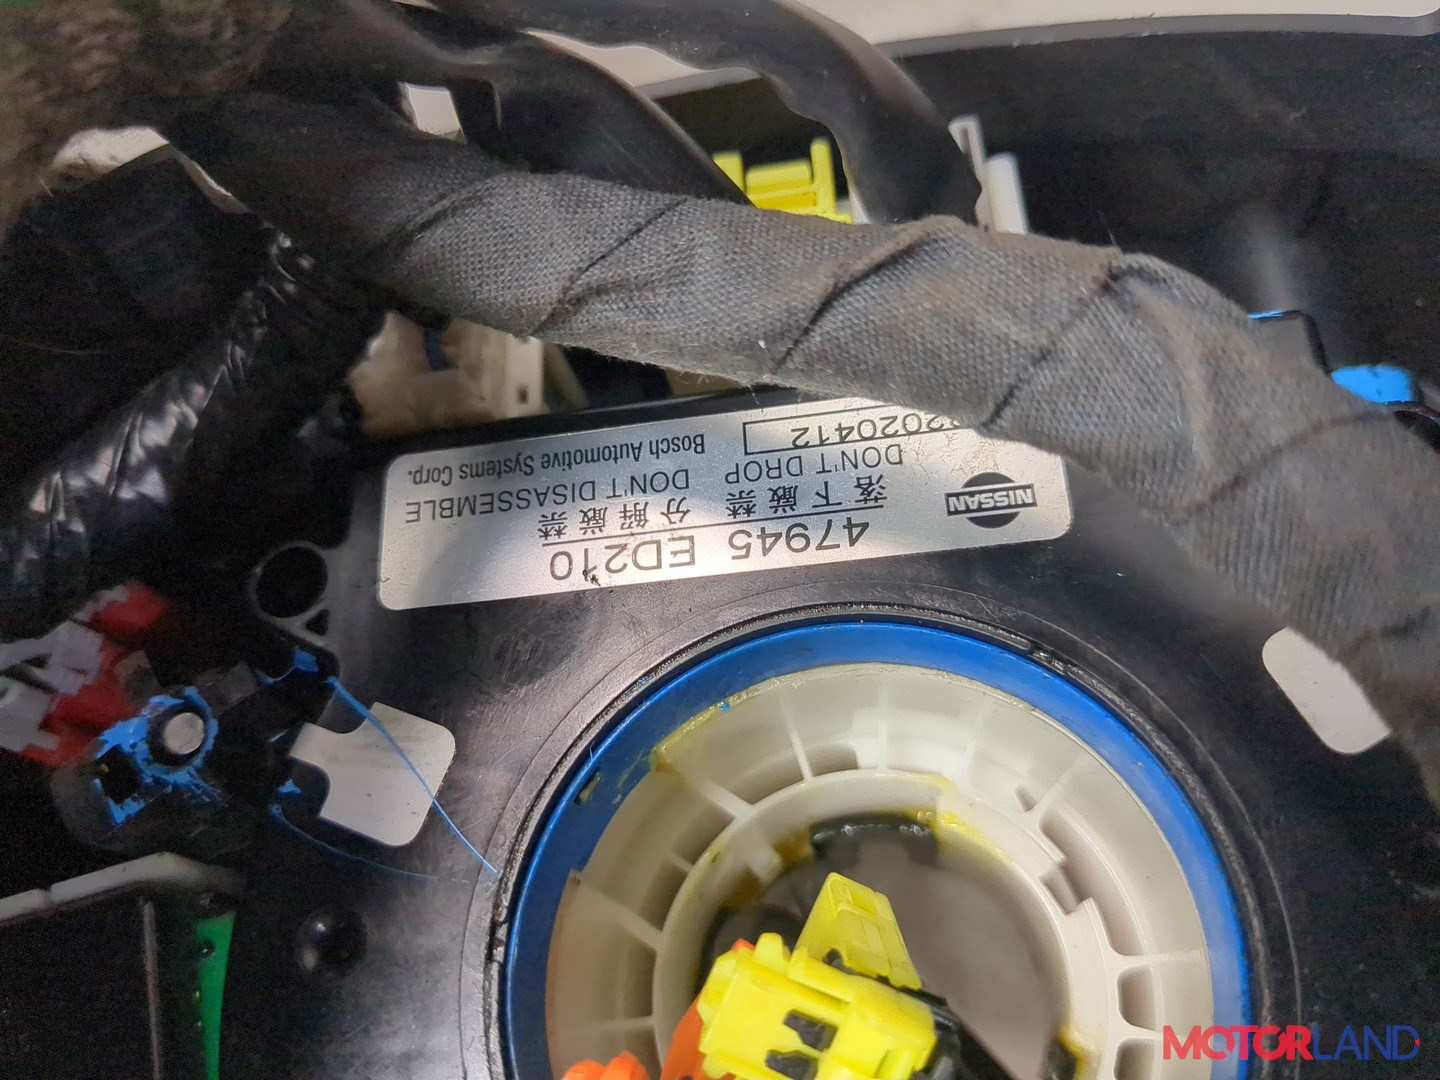 47945 ED210
NISSAN
落下厳禁 分解厳禁
DON'T DROP DON'T DISASSEMBLE
2020412 Bosch Automotive Systems Corp.
MOTORLAND